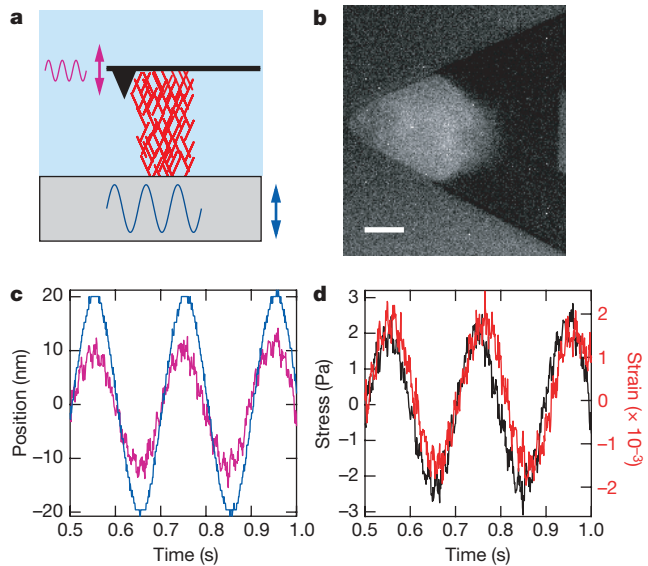 a
b
c
20
10
0
−10
−20
Position (nm)
0.5 0.6 0.7 0.8 0.9 1.0
Time (s)
d
3
2
1
0
−1
−2
−3
Stress (Pa)
2
1
0
−1
−2
Strain (× 10⁻³)
0.5 0.6 0.7 0.8 0.9 1.0
Time (s)